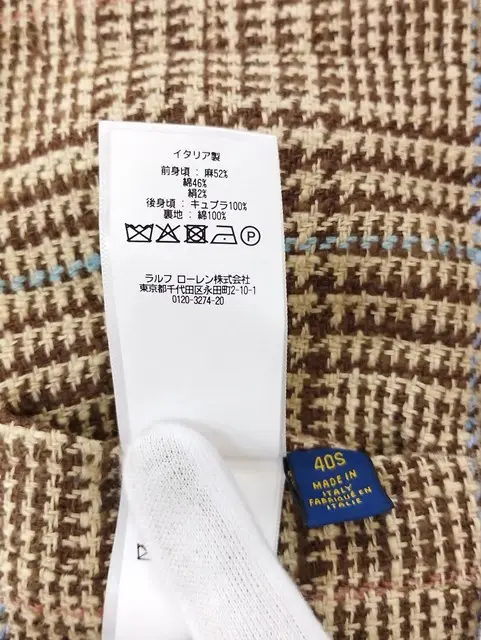 イタリア製
前身頃 : 麻52%
綿46%
絹2%
後身頃 : キュプラ100%
裏地 : 綿100%
P
ラルフ ローレン株式会社
東京都千代田区永田町2-10-1
0120-3274-20
40S
MADE IN
ITALY
FABRIQUÉ EN
ITALIE